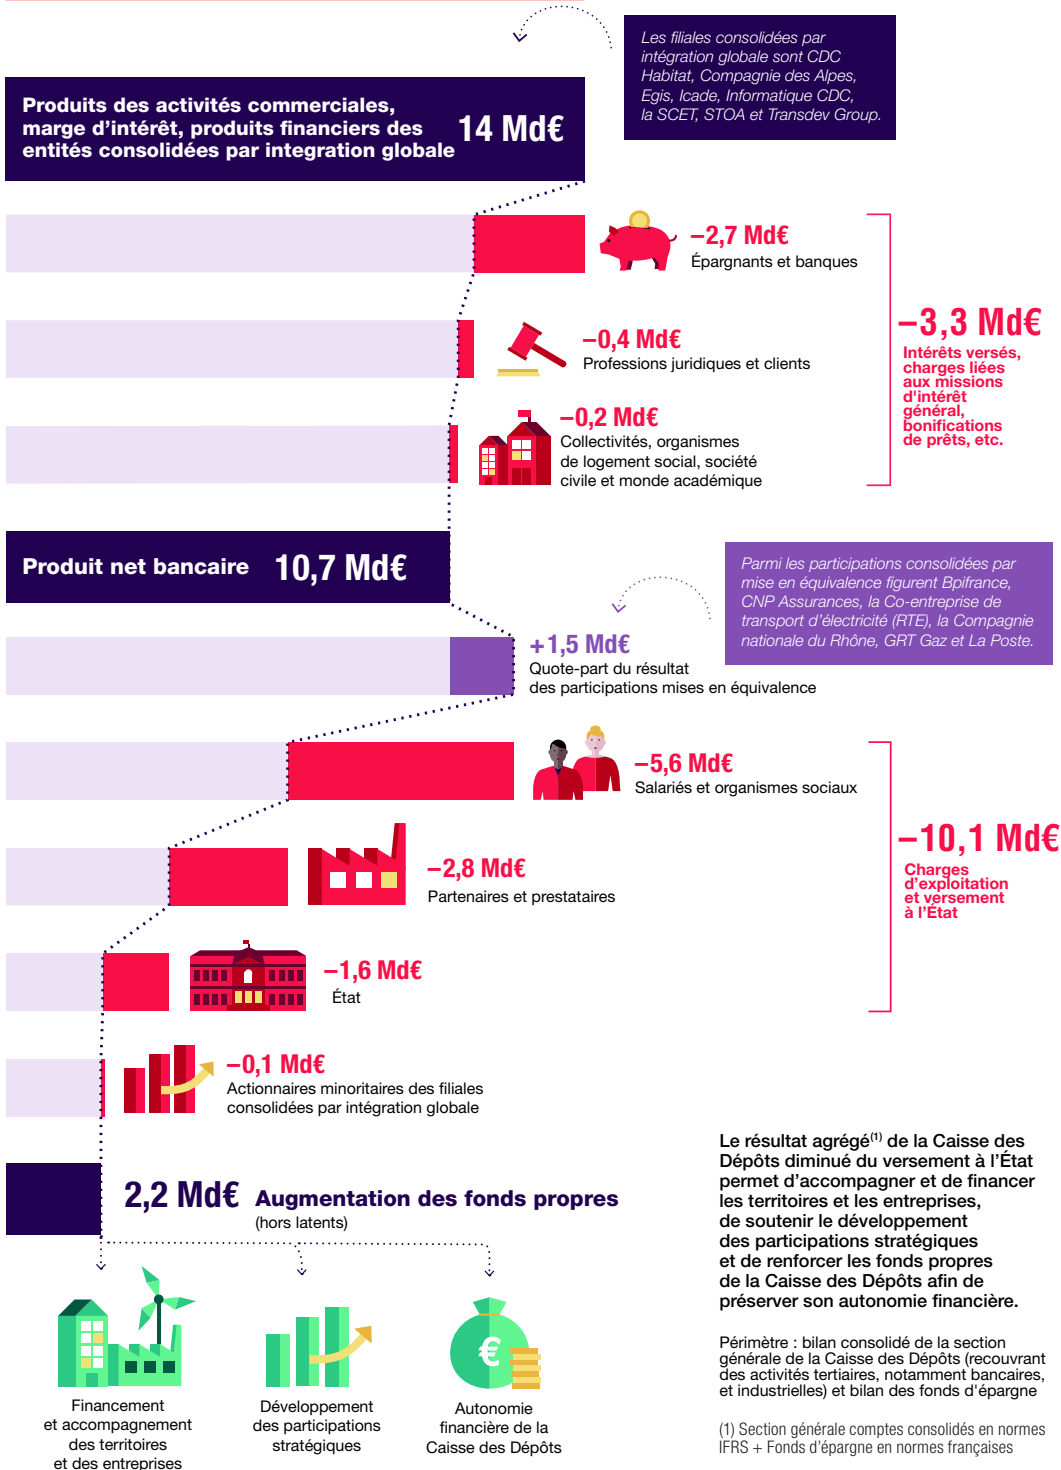 Les filiales consolidées par
intégration globale sont CDC
Habitat, Compagnie des Alpes,
Egis, Icade, Informatique CDC,
la SCET, STOA et Transdev Group.
Produits des activités commerciales,
marge d’intérêt, produits financiers des
entités consolidées par integration globale
14 Md€
–2,7 Md€
Épargnants et banques
–0,4 Md€
Professions juridiques et clients
–0,2 Md€
Collectivités, organismes
de logement social, société
civile et monde académique
–3,3 Md€
Intérêts versés,
charges liées
aux missions
d'intérêt
général,
bonifications
de prêts, etc.
Produit net bancaire 10,7 Md€
Parmi les participations consolidées par
mise en équivalence figurent Bpifrance,
CNP Assurances, la Co-entreprise de
transport d’électricité (RTE), la Compagnie
nationale du Rhône, GRT Gaz et La Poste.
+1,5 Md€
Quote-part du résultat
des participations mises en équivalence
–5,6 Md€
Salariés et organismes sociaux
–2,8 Md€
Partenaires et prestataires
–1,6 Md€
État
–10,1 Md€
Charges
d’exploitation
et versement
à l’État
–0,1 Md€
Actionnaires minoritaires des filiales
consolidées par intégration globale
2,2 Md€ Augmentation des fonds propres
(hors latents)
€
Financement
et accompagnement
des territoires
et des entreprises
Développement
des participations
stratégiques
Autonomie
financière de la
Caisse des Dépôts
Le résultat agrégé(1) de la Caisse des
Dépôts diminué du versement à l’État
permet d’accompagner et de financer
les territoires et les entreprises,
de soutenir le développement
des participations stratégiques
et de renforcer les fonds propres
de la Caisse des Dépôts afin de
préserver son autonomie financière.
Périmètre : bilan consolidé de la section
générale de la Caisse des Dépôts (recouvrant
des activités tertiaires, notamment bancaires,
et industrielles) et bilan des fonds d'épargne
(1) Section générale comptes consolidés en normes
IFRS + Fonds d’épargne en normes françaises